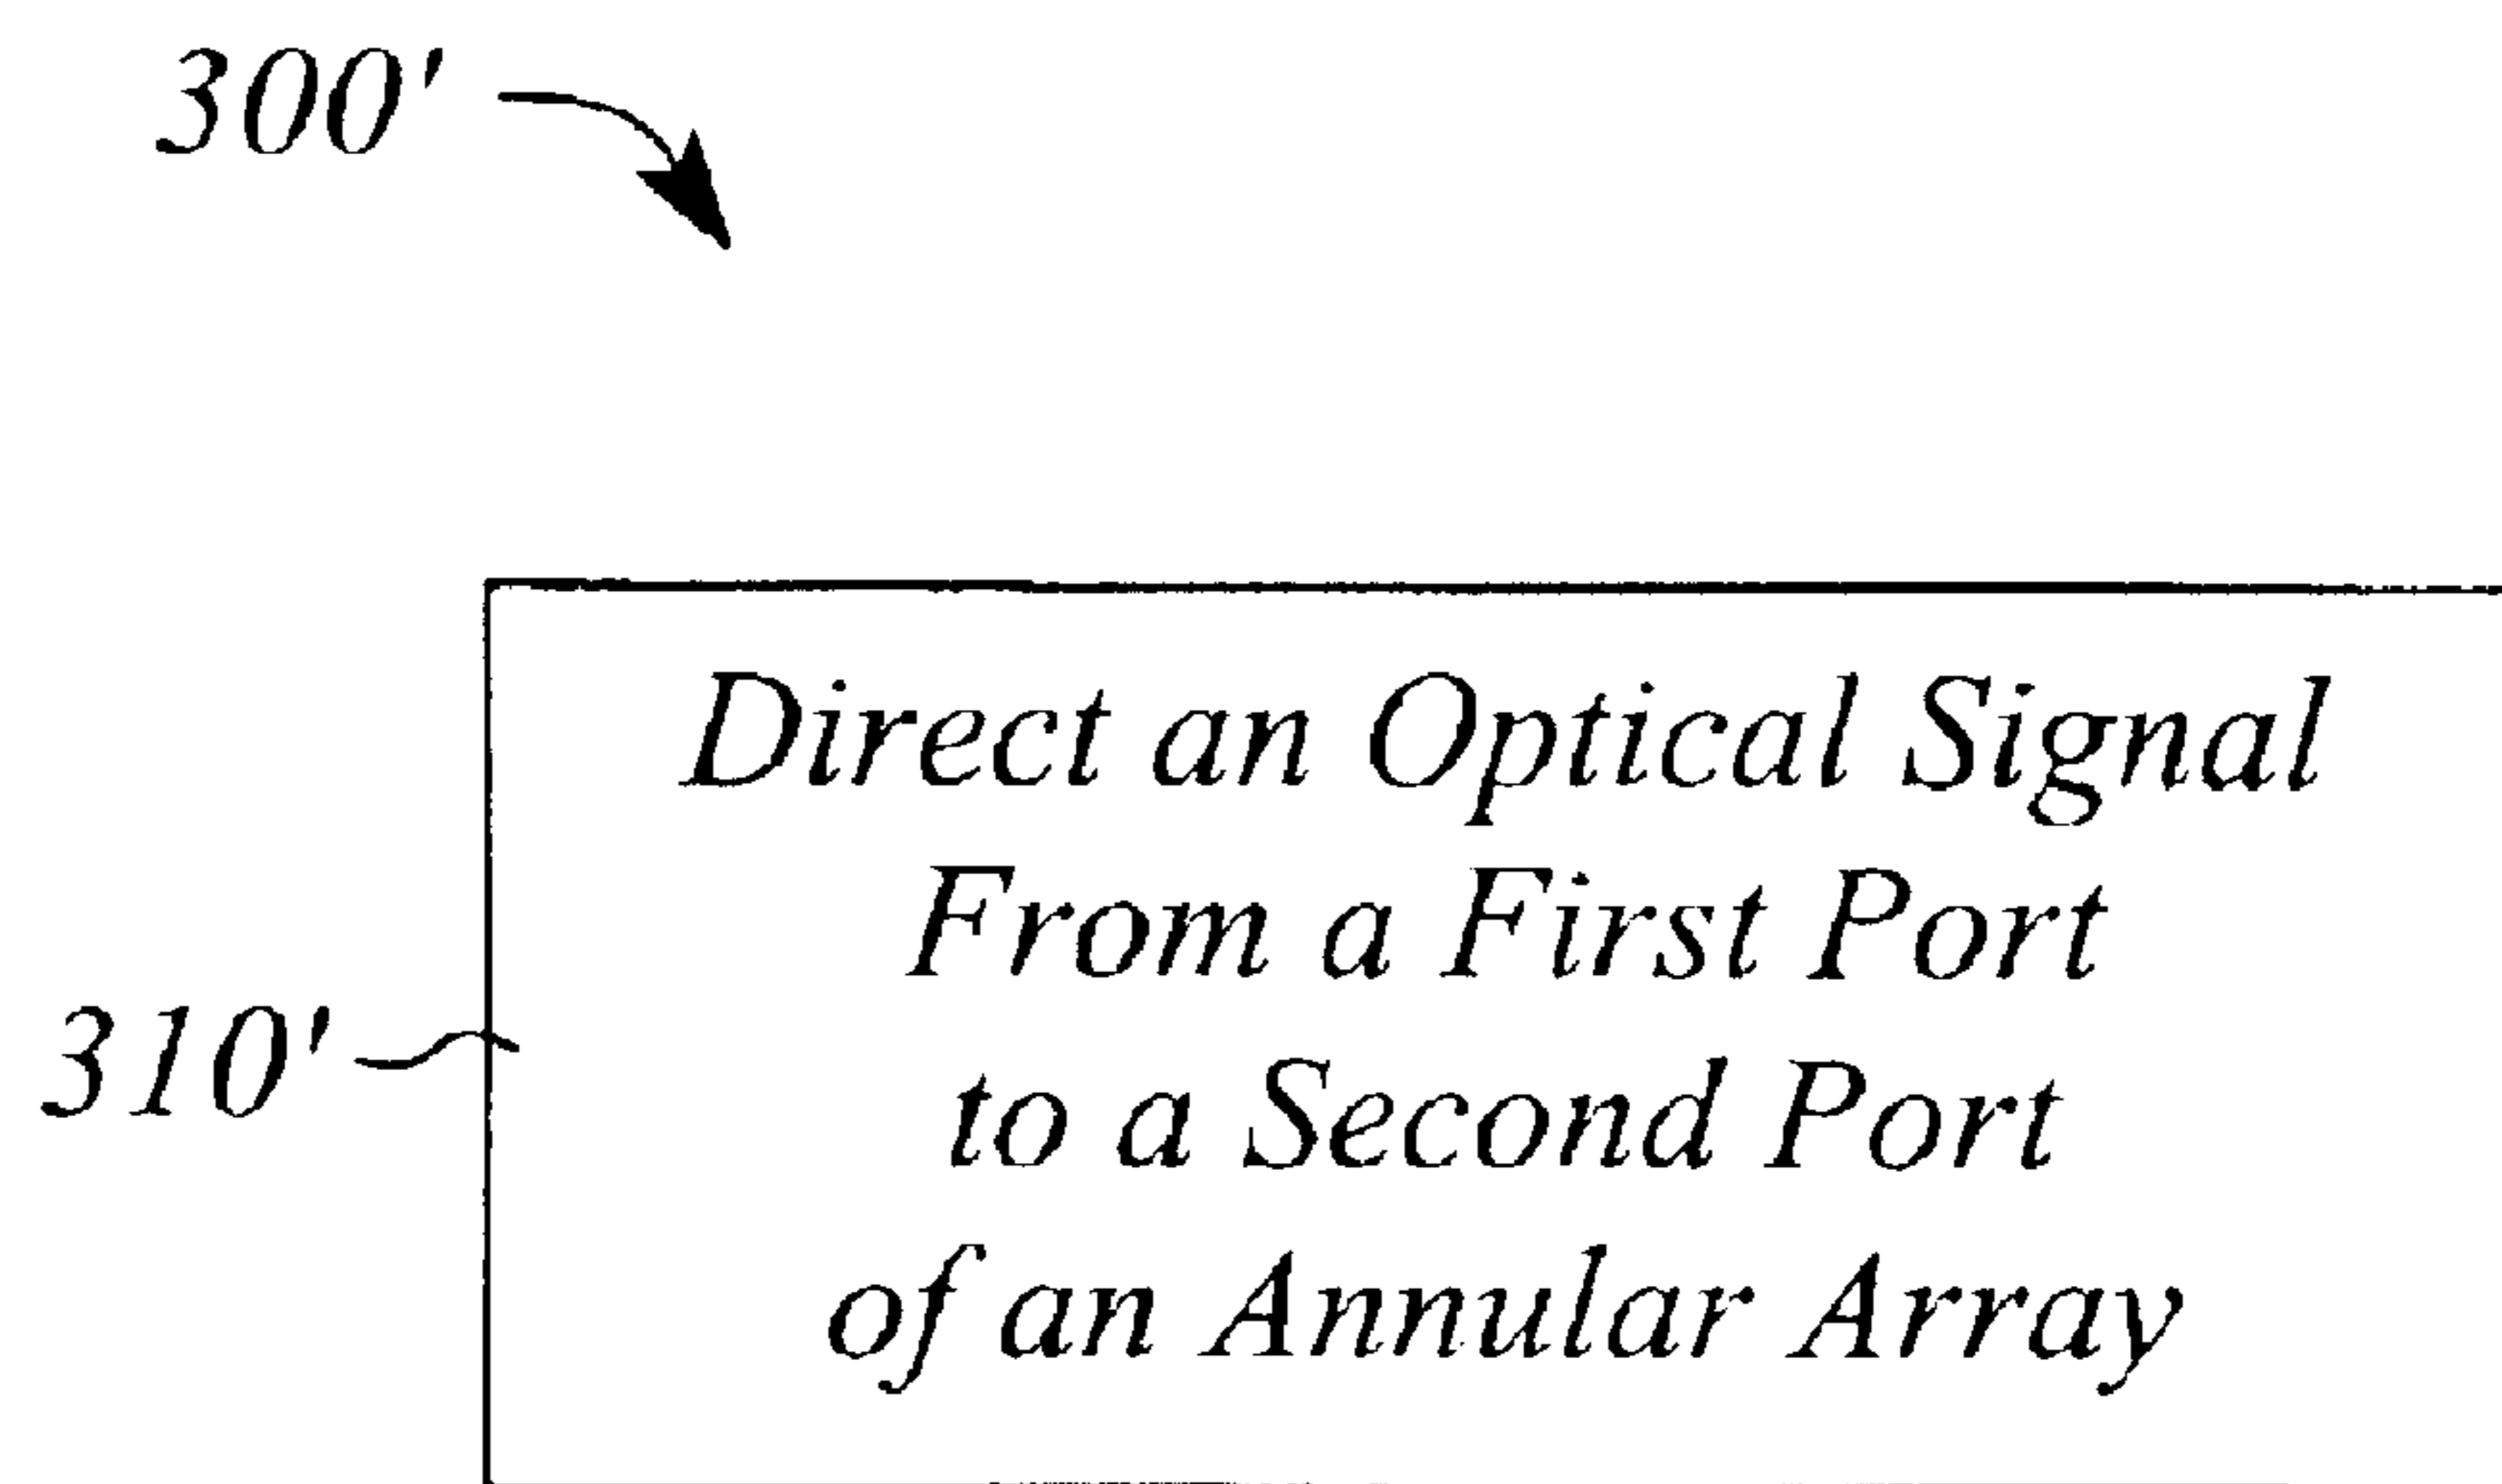 300'
Direct an Optical Signal
From a First Port
310'
to a Second Port
of an Annular Array